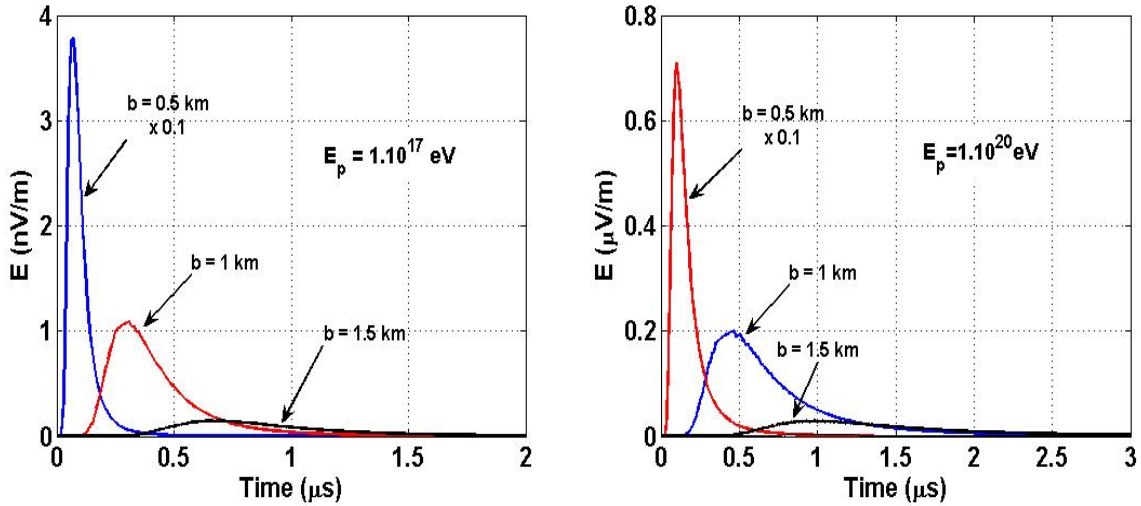 4
3
2
1
0
E (nV/m)
b = 0.5 km
x 0.1
E_p = 1.10^17 eV
b = 1 km
b = 1.5 km
0 0.5 1 1.5 2
Time (μs)
0.8
0.6
0.4
0.2
0
E (μV/m)
b = 0.5 km
x 0.1
E_p=1.10^20 eV
b = 1 km
b = 1.5 km
0 0.5 1 1.5 2 2.5 3
Time (μs)